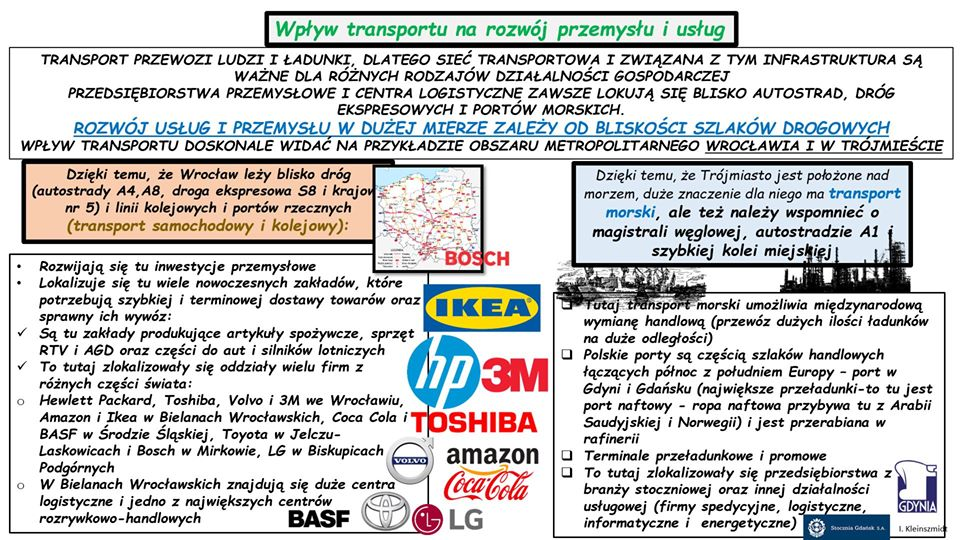 Wpływ transportu na rozwój przemysłu i usług
TRANSPORT PRZEWOZI LUDZI I ŁADUNKI, DLATEGO SIEĆ TRANSPORTOWA I ZWIĄZANA Z TYM INFRASTRUKTURA SĄ
WAŻNE DLA RÓŻNYCH RODZAJÓW DZIAŁALNOŚCI GOSPODARCZEJ
PRZEDSIĘBIORSTWA PRZEMYSŁOWE I CENTRA LOGISTYCZNE ZAWSZE LOKUJĄ SIĘ BLISKO AUTOSTRAD, DRÓG
EKSPRESOWYCH I PORTÓW MORSKICH.
ROZWÓJ USŁUG I PRZEMYSŁU W DUŻEJ MIERZE ZALEŻY OD BLISKOŚCI SZLAKÓW DROGOWYCH
WPŁYW TRANSPORTU DOSKONALE WIDAĆ NA PRZYKŁADZIE OBSZARU METROPOLITARNEGO WROCŁAWIA I W TRÓJMIEŚCIE
Dzięki temu, że Wrocław leży blisko dróg
(autostrady A4,A8, droga ekspresowa S8 i krajow
nr 5) i linii kolejowych i portów rzecznych
(transport samochodowy i kolejowy):
• Rozwijają się tu inwestycje przemysłowe
• Lokalizuje się tu wiele nowoczesnych zakładów, które
potrzebują szybkiej i terminowej dostawy towarów oraz
sprawny ich wywóz:
✓ Są tu zakłady produkujące artykuły spożywcze, sprzęt
RTV i AGD oraz części do aut i silników lotniczych
✓ To tutaj zlokalizowały się oddziały wielu firm z
różnych części świata:
o Hewlett Packard, Toshiba, Volvo i 3M we Wrocławiu,
Amazon i Ikea w Bielanach Wrocławskich, Coca Cola i
BASF w Środzie Śląskiej, Toyota w Jelczu-
Laskowicach i Bosch w Mirkowie, LG w Biskupicach
Podgórnych
o W Bielanach Wrocławskich znajdują się duże centra
logistyczne i jedno z największych centrów
rozrywkowo-handlowych
BOSCH
IKEA
hp 3M
TOSHIBA
VOLVO
amazon
Coca-Cola
BASF
LG
Dzięki temu, że Trójmiasto jest położone nad
morzem, duże znaczenie dla niego ma transport
morski, ale też należy wspomnieć o
magistrali węglowej, autostradzie A1 i
szybkiej kolei miejskiej
❑ Tutaj transport morski umożliwia międzynarodową
wymianę handlową (przewóz dużych ilości ładunków
na duże odległości)
❑ Polskie porty są częścią szlaków handlowych
łączących północ z południem Europy – port w
Gdyni i Gdańsku (największe przeładunki-to tu jest
port naftowy - ropa naftowa przybywa tu z Arabii
Saudyjskiej i Norwegii) i jest przerabiana w
rafinerii
❑ Terminale przeładunkowe i promowe
❑ To tutaj zlokalizowały się przedsiębiorstwa z
branży stoczniowej oraz innej działalności
usługowej (firmy spedycyjne, logistyczne,
informatyczne i energetyczne)
GDYNIA
Stocznia Gdańsk S.A.
I. Kleinszmidt